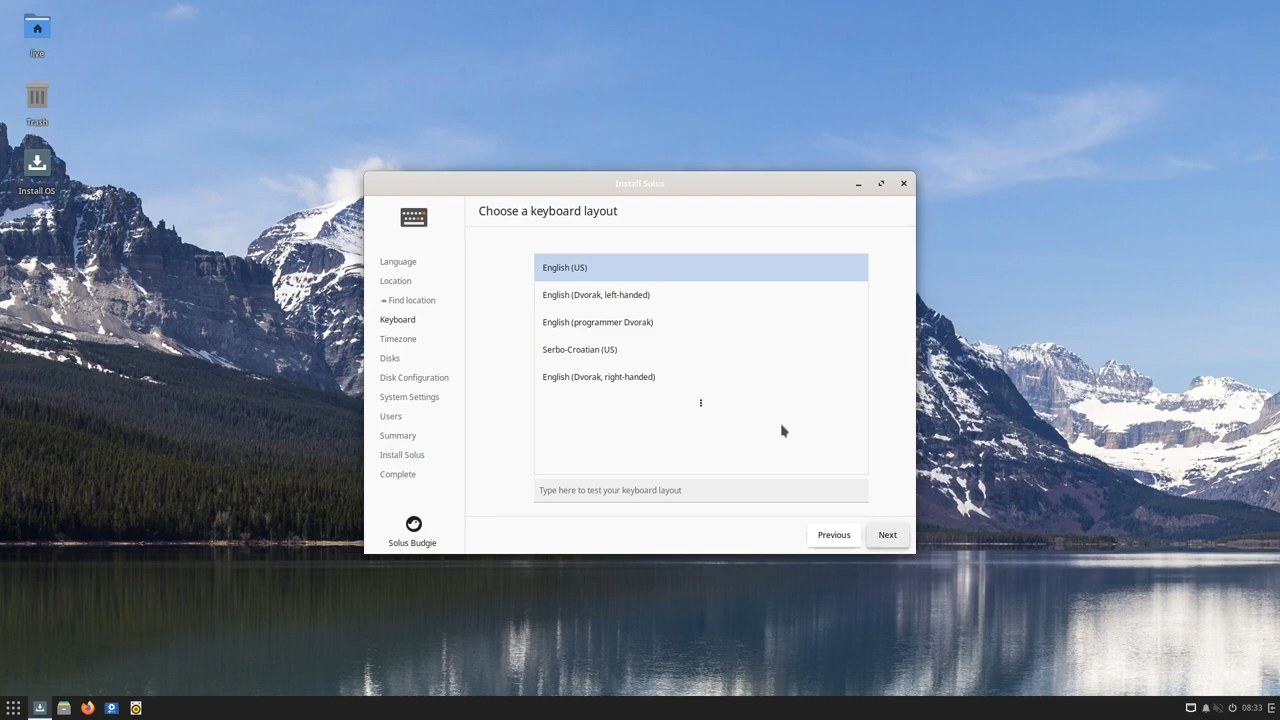 live
Trash
Install OS
Install Solus
Choose a keyboard layout
Language
Location
↠ Find location
Keyboard
Timezone
Disks
Disk Configuration
System Settings
Users
Summary
Install Solus
Complete
Solus Budgie
English (US)
English (Dvorak, left-handed)
English (programmer Dvorak)
Serbo-Croatian (US)
English (Dvorak, right-handed)
Type here to test your keyboard layout
Previous
Next
08:33